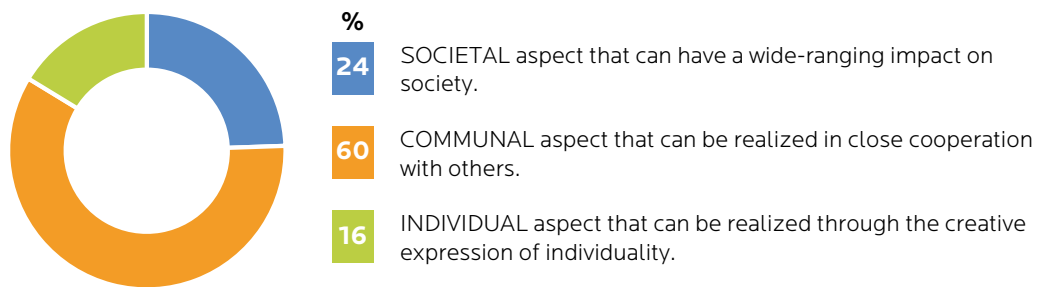 %
24 SOCIETAL aspect that can have a wide-ranging impact on
society.
60 COMMUNAL aspect that can be realized in close cooperation
with others.
16 INDIVIDUAL aspect that can be realized through the creative
expression of individuality.